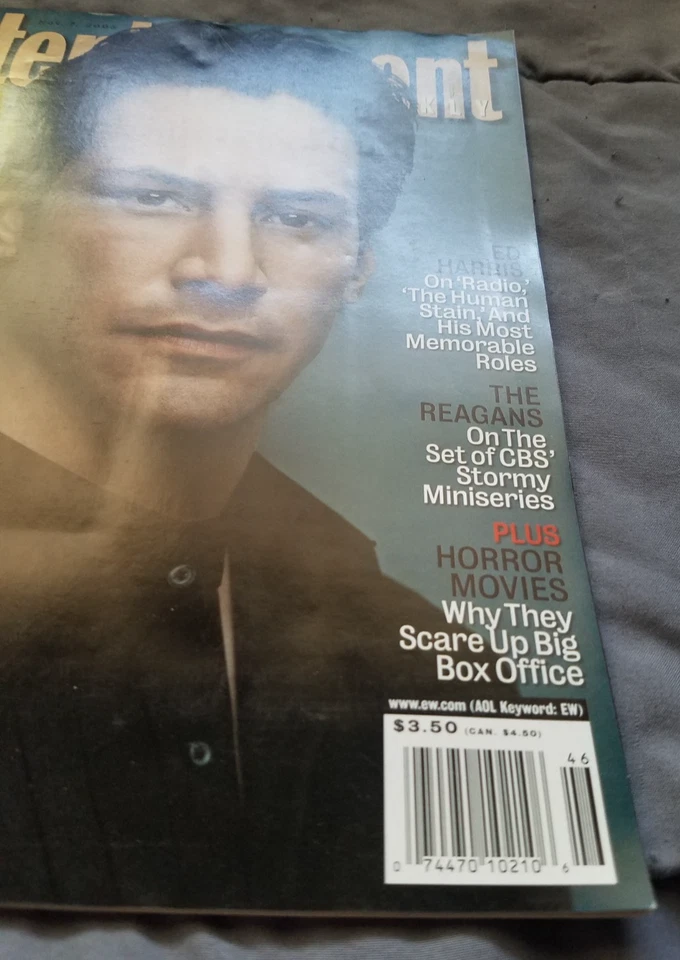 ter ent
KLY
ED
HARRIS
On ‘Radio,’
‘The Human
Stain,’ And
His Most
Memorable
Roles
THE
REAGANS
On The
Set of CBS’
Stormy
Miniseries
PLUS
HORROR
MOVIES
Why They
Scare Up Big
Box Office
www.ew.com (AOL Keyword: EW)
$3.50 (CAN. $4.50)
46
0 74470 10210 6